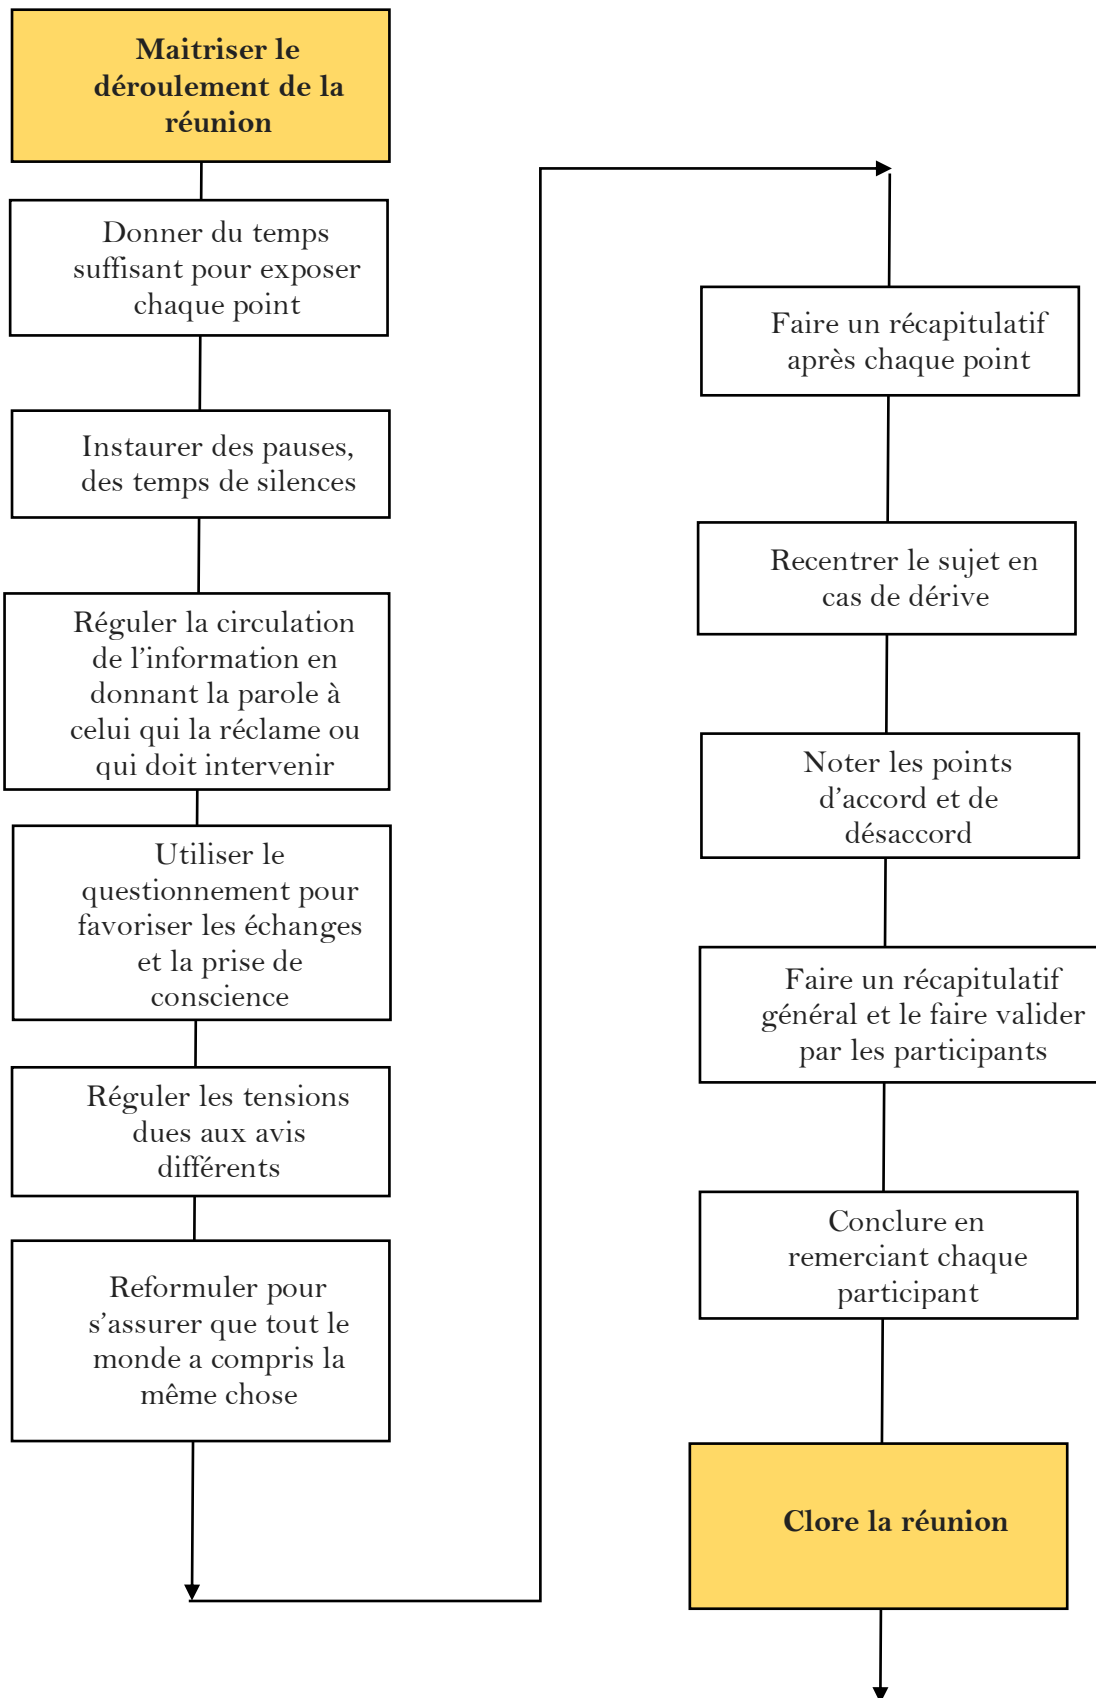 Maitriser le
déroulement de la
réunion
Donner du temps
suffisant pour exposer
chaque point
Instaurer des pauses,
des temps de silences
Réguler la circulation
de l’information en
donnant la parole à
celui qui la réclame ou
qui doit intervenir
Utiliser le
questionnement pour
favoriser les échanges
et la prise de
conscience
Réguler les tensions
dues aux avis
différents
Reformuler pour
s’assurer que tout le
monde a compris la
même chose
Faire un récapitulatif
après chaque point
Recentrer le sujet en
cas de dérive
Noter les points
d’accord et de
désaccord
Faire un récapitulatif
général et le faire valider
par les participants
Conclure en
remerciant chaque
participant
Clore la réunion